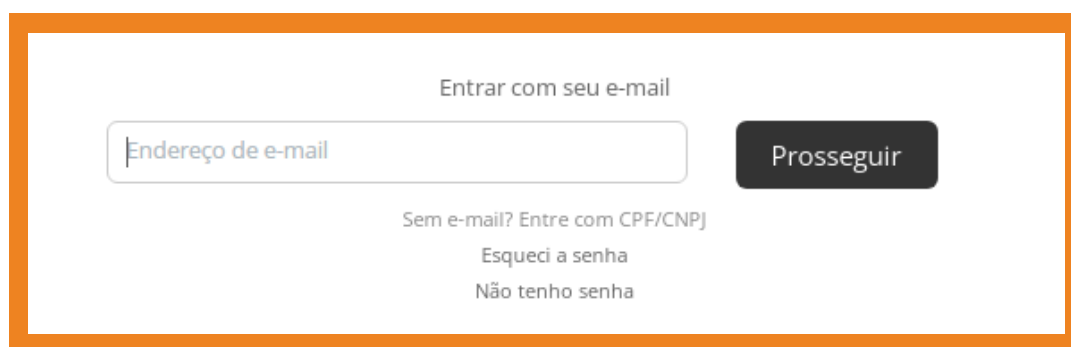 Entrar com seu e-mail
Endereço de e-mail
Prosseguir
Sem e-mail? Entre com CPF/CNPJ
Esqueci a senha
Não tenho senha